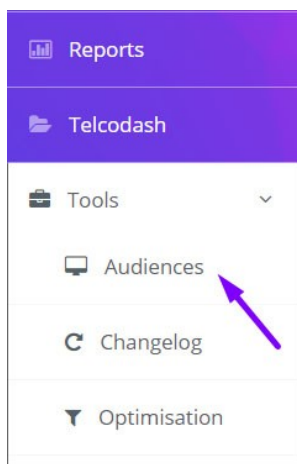 Reports
Telcodash
Tools
Audiences
Changelog
Optimisation